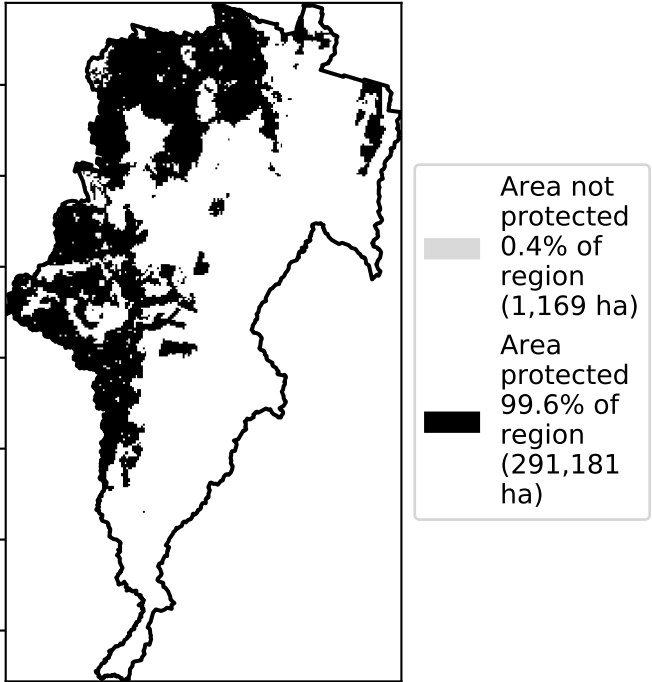 Area not
protected
0.4% of
region
(1,169 ha)
Area
protected
99.6% of
region
(291,181
ha)